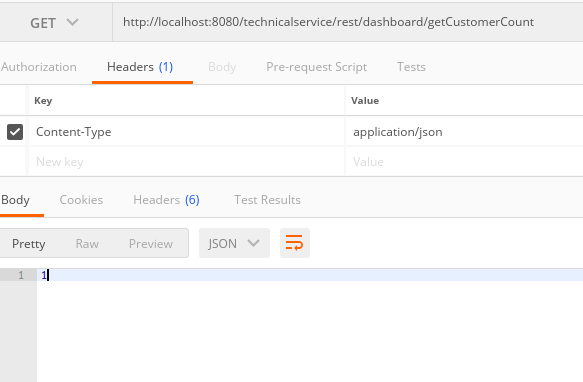 GET http://localhost:8080/technicalservice/rest/dashboard/getCustomerCount
Authorization Headers (1) Body Pre-request Script Tests
Key Value
Content-Type application/json
New key Value
Body Cookies Headers (6) Test Results
Pretty Raw Preview JSON
1 1